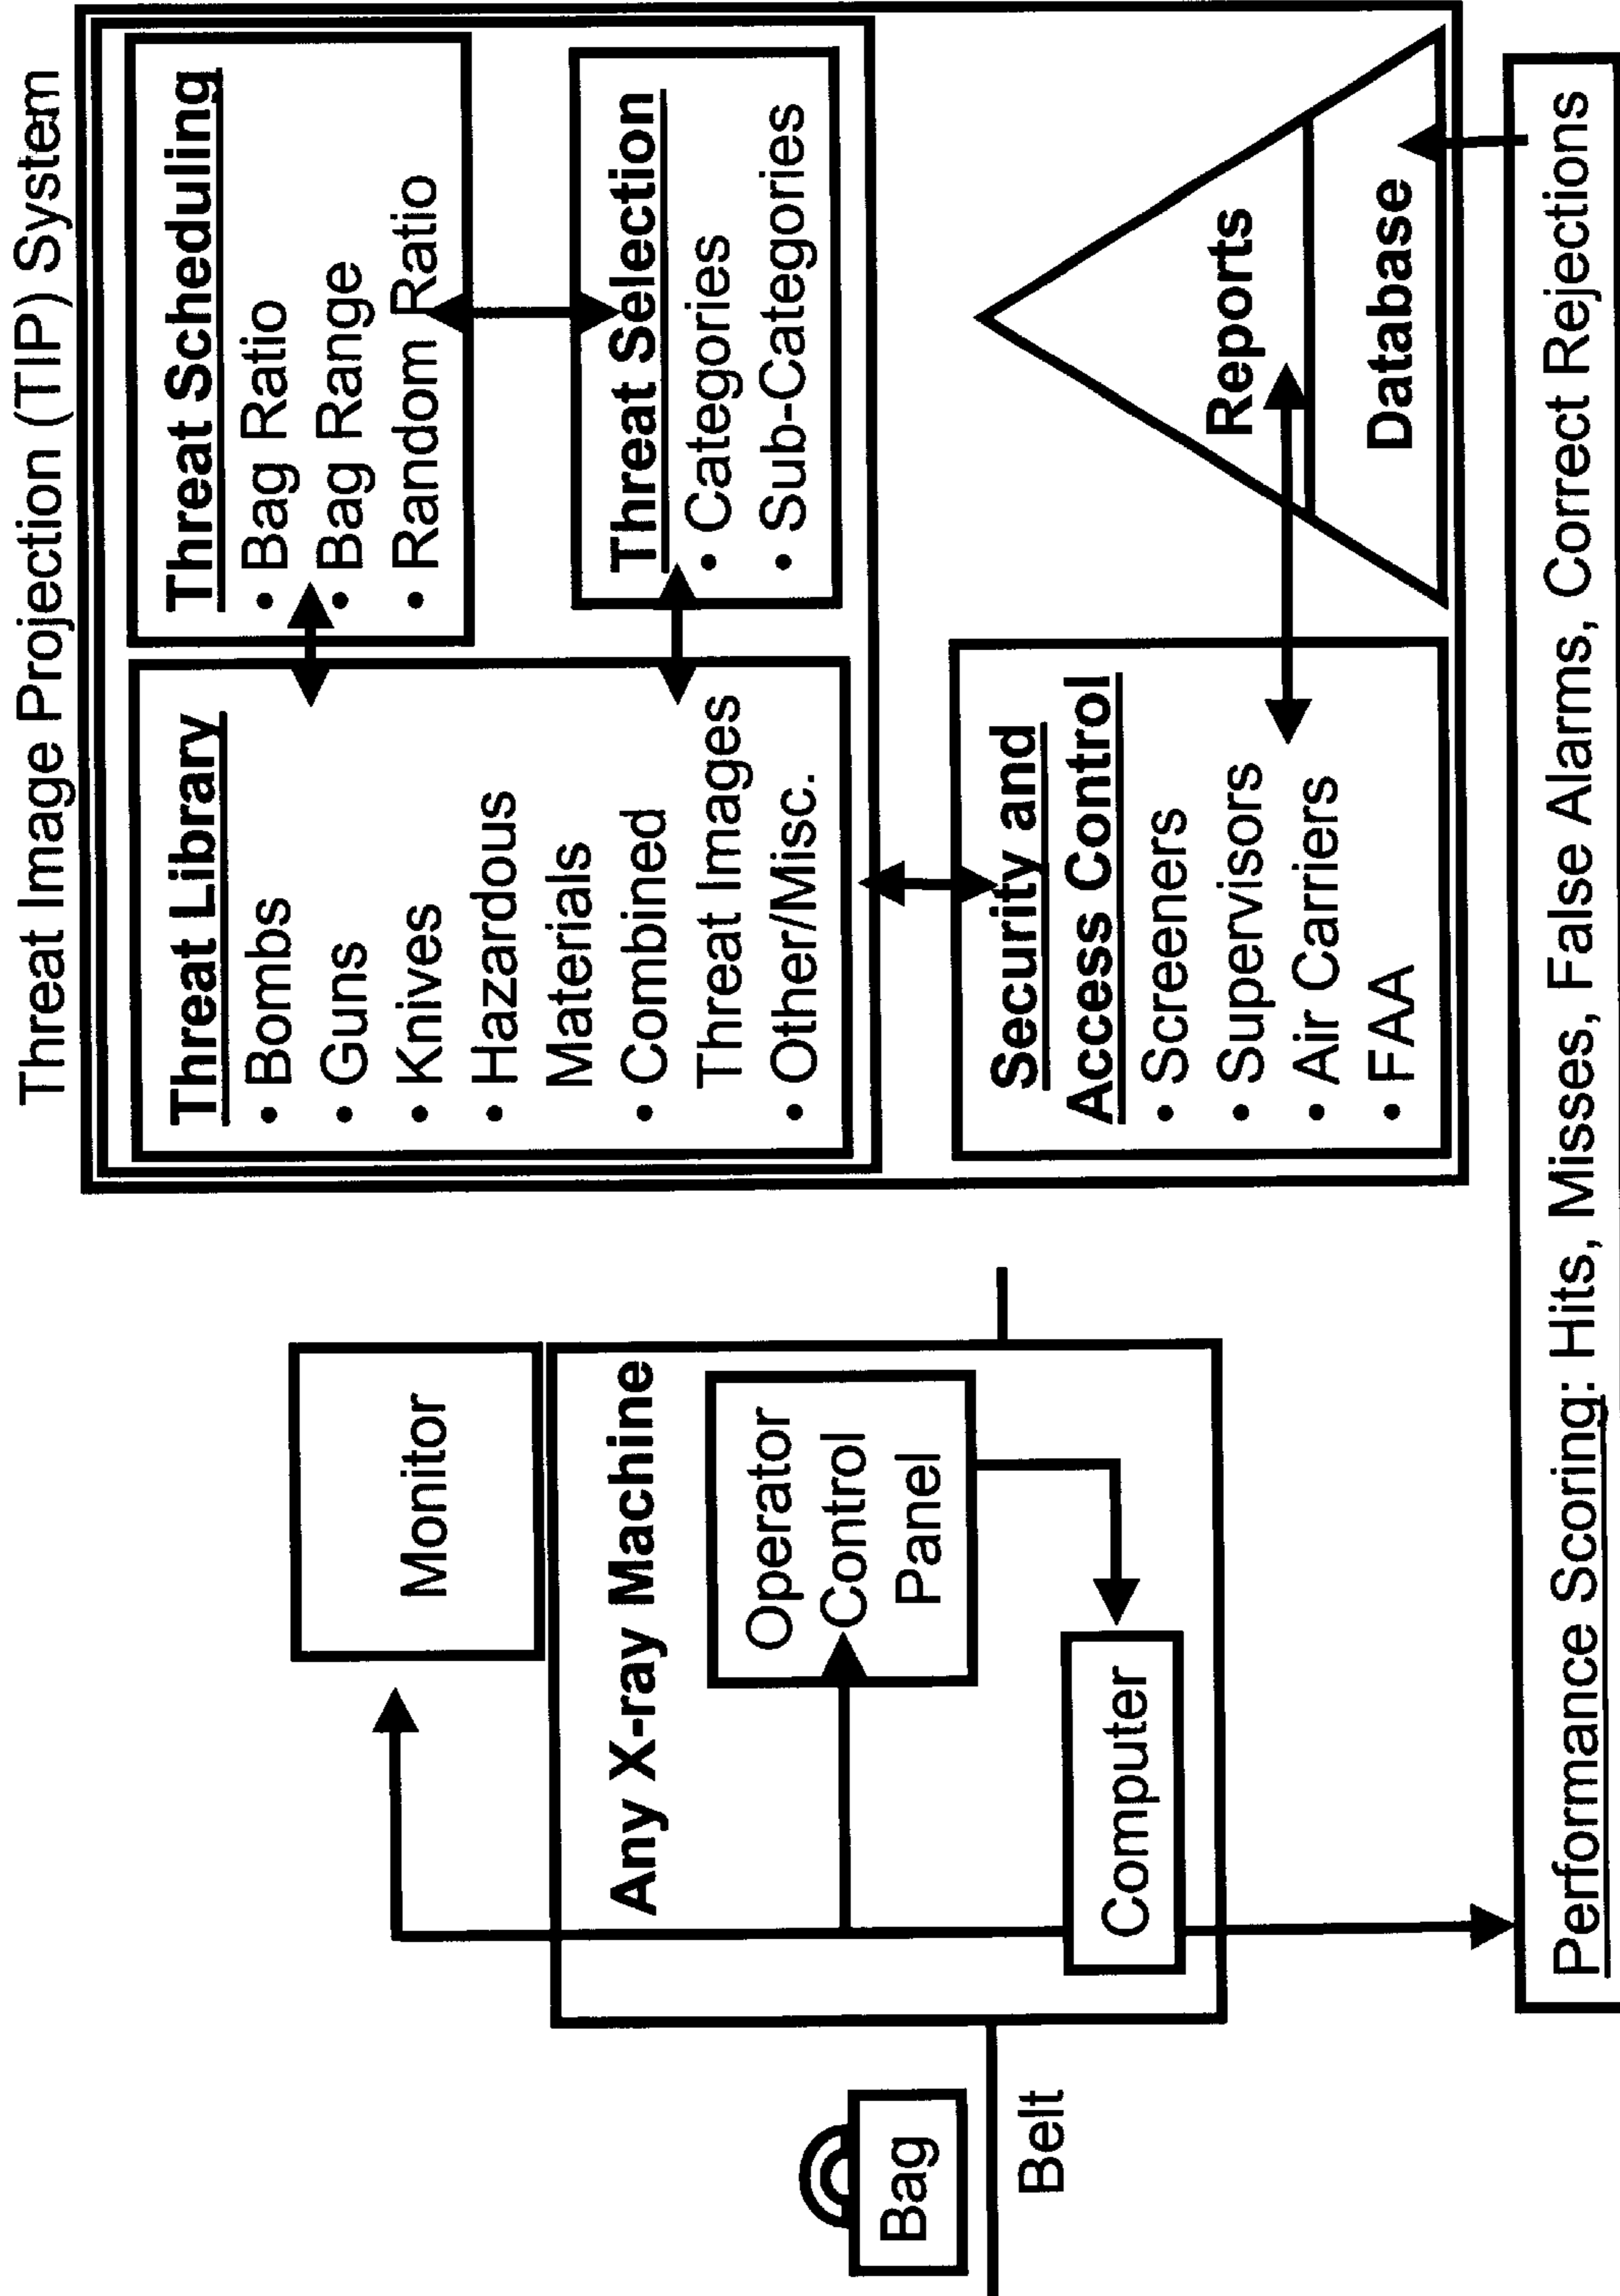 Threat Image Projection (TIP) System
Threat Library
• Bombs
• Guns
• Knives
• Hazardous
Materials
• Combined
Threat Images
• Other/Misc.
Threat Scheduling
• Bag Ratio
• Bag Range
• Random Ratio
Threat Selection
• Categories
• Sub-Categories
Security and
Access Control
• Screeners
• Supervisors
• Air Carriers
• FAA
Reports
Database
Monitor
Any X-ray Machine
Operator
Control
Panel
Computer
Bag
Belt
Performance Scoring: Hits, Misses, False Alarms, Correct Rejections